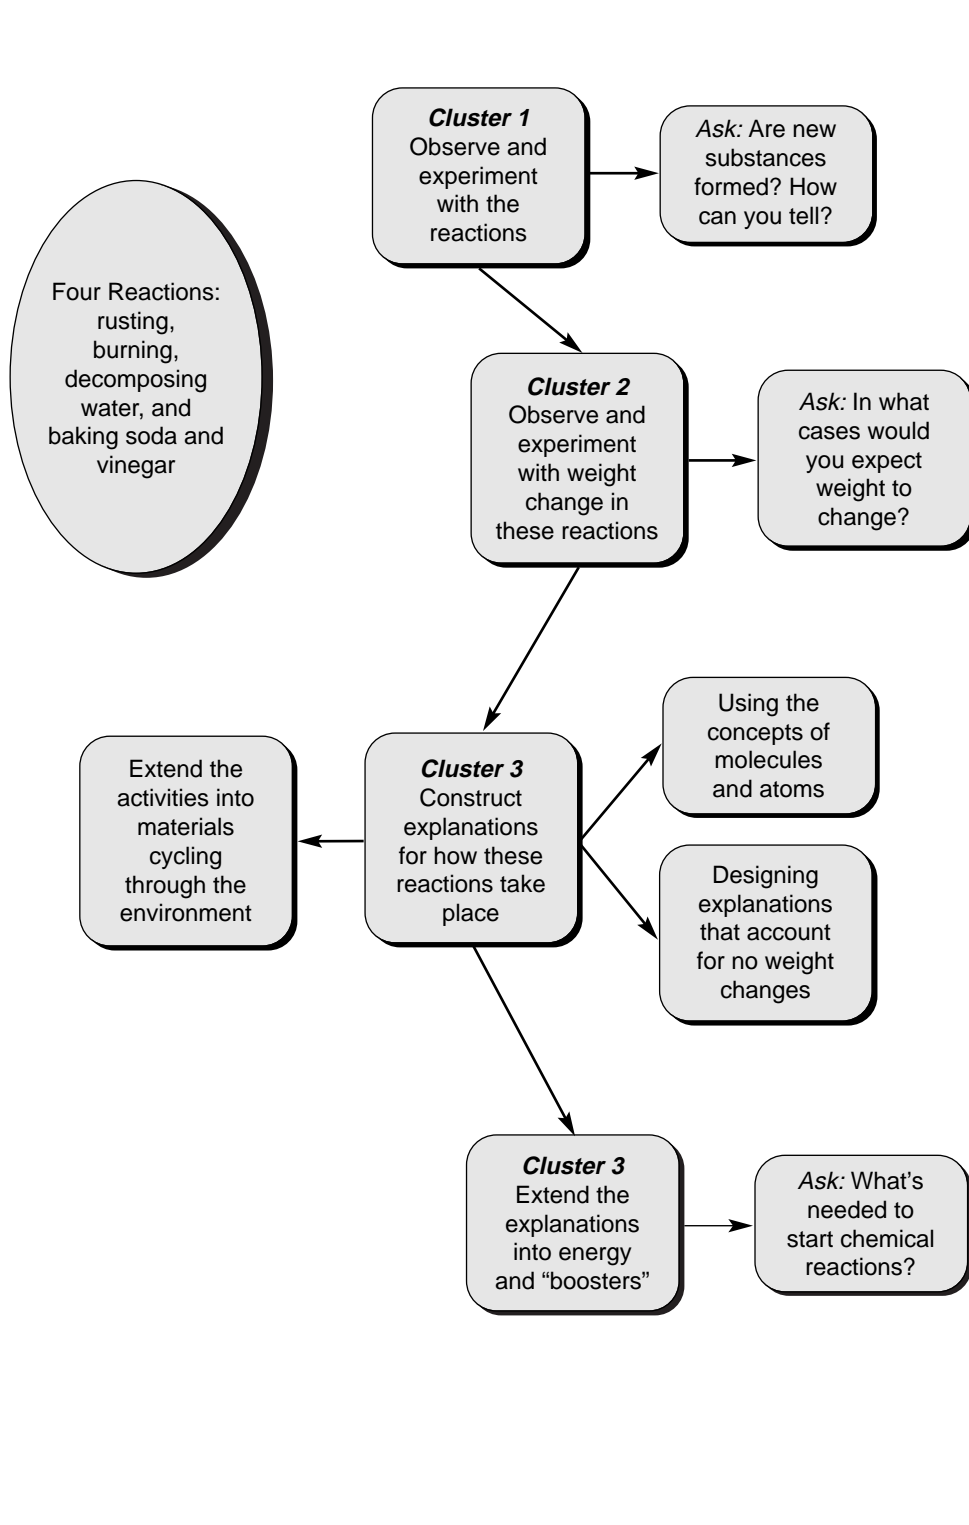 Cluster 1
Observe and
experiment
with the
reactions
Ask: Are new
substances
formed? How
can you tell?
Four Reactions:
rusting,
burning,
decomposing
water, and
baking soda and
vinegar
Cluster 2
Observe and
experiment
with weight
change in
these reactions
Ask: In what
cases would
you expect
weight to
change?
Using the
concepts of
molecules
and atoms
Extend the
activities into
materials
cycling
through the
environment
Cluster 3
Construct
explanations
for how these
reactions take
place
Designing
explanations
that account
for no weight
changes
Cluster 3
Extend the
explanations
into energy
and “boosters”
Ask: What’s
needed to
start chemical
reactions?